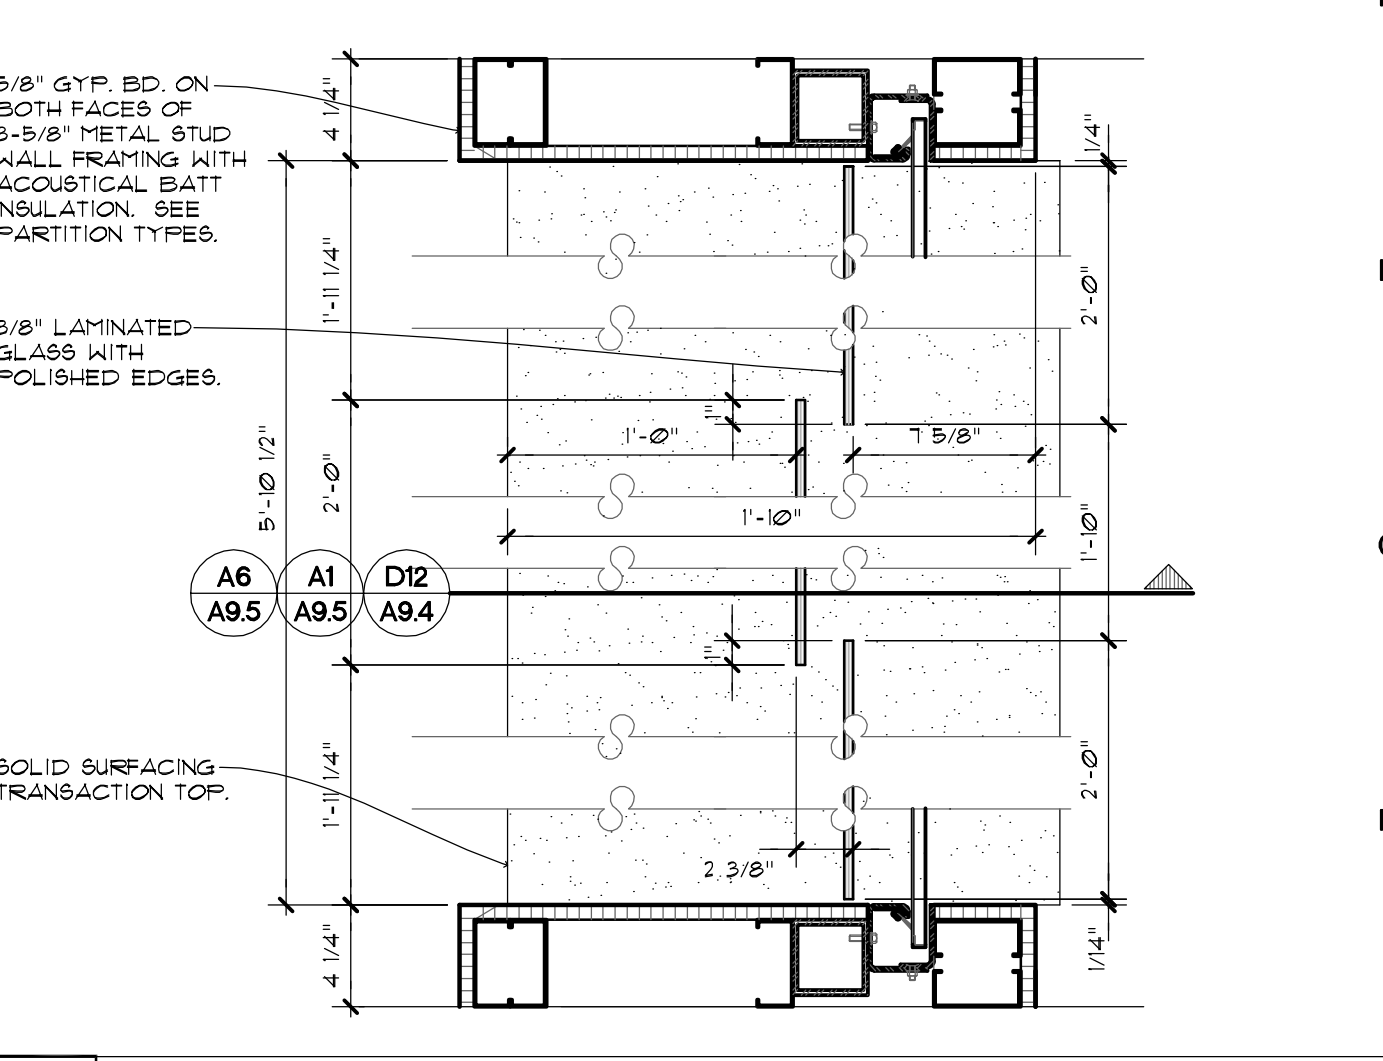 5/8" GYP. BD. ON
BOTH FACES OF
3-5/8" METAL STUD
WALL FRAMING WITH
ACOUSTICAL BATT
INSULATION. SEE
PARTITION TYPES.
3/8" LAMINATED
GLASS WITH
POLISHED EDGES.
SOLID SURFACING
TRANSACTION TOP.
4 1/4"
1'-11 1/4"
5'-10 1/2"
2'-0"
1'-11 1/4"
4 1/4"
A6
A9.5
A1
A9.5
D12
A9.4
1"
1'-0"
7 5/8"
1'-10"
1"
2 3/8"
1/4"
2'-0"
1'-10"
2'-0"
1/14"